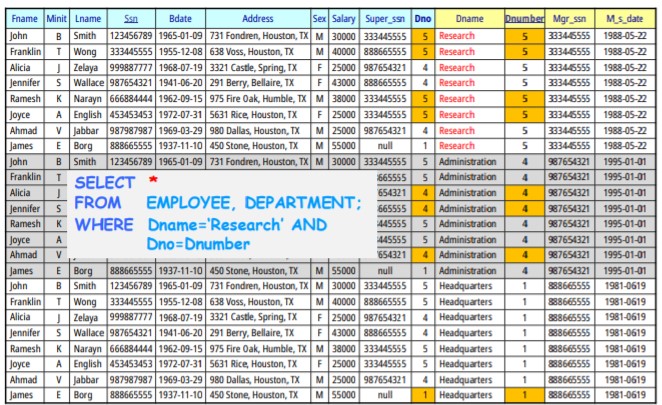 Fname Minit Lname Ssn Bdate Address Sex Salary Super_ssn Dno Dname Dnumber Mgr_ssn M_s_date
John B Smith 123456789 1965-01-09 731 Fondren, Houston, TX M 30000 333445555 5 Research 5 333445555 1988-05-22
Franklin T Wong 333445555 1955-12-08 638 Voss, Houston, TX M 40000 888665555 5 Research 5 333445555 1988-05-22
Alicia J Zelaya 999887777 1968-07-19 3321 Castle, Spring, TX F 25000 987654321 4 Research 5 333445555 1988-05-22
Jennifer S Wallace 987654321 1941-06-20 291 Berry, Bellaire, TX F 43000 888665555 4 Research 5 333445555 1988-05-22
Ramesh K Narayn 666884444 1962-09-15 975 Fire Oak, Humble, TX M 38000 333445555 5 Research 5 333445555 1988-05-22
Joyce A English 453453453 1972-07-31 5631 Rice, Houston, TX F 25000 333445555 5 Research 5 333445555 1988-05-22
Ahmad V Jabbar 987987987 1969-03-29 980 Dallas, Houston, TX M 25000 987654321 4 Research 5 333445555 1988-05-22
James E Borg 888665555 1937-11-10 450 Stone, Houston, TX M 55000 null 1 Research 5 333445555 1988-05-22
John B Smith 123456789 1965-01-09 731 Fondren, Houston, TX M 30000 333445555 5 Administration 4 987654321 1995-01-01
Franklin T 5 Administration 4 987654321 1995-01-01
Alicia J 4 Administration 4 987654321 1995-01-01
Jennifer S 4 Administration 4 987654321 1995-01-01
Ramesh K 5 Administration 4 987654321 1995-01-01
Joyce A 5 Administration 4 987654321 1995-01-01
Ahmad V 4 Administration 4 987654321 1995-01-01
SELECT *
FROM EMPLOYEE, DEPARTMENT;
WHERE Dname='Research' AND
Dno=Dnumber
James E Borg 888665555 1937-11-10 450 Stone, Houston, TX M 55000 null 1 Administration 4 987654321 1995-01-01
John B Smith 123456789 1965-01-09 731 Fondren, Houston, TX M 30000 333445555 5 Headquarters 1 888665555 1981-0619
Franklin T Wong 333445555 1955-12-08 638 Voss, Houston, TX M 40000 888665555 5 Headquarters 1 888665555 1981-0619
Alicia J Zelaya 999887777 1968-07-19 3321 Castle, Spring, TX F 25000 987654321 4 Headquarters 1 888665555 1981-0619
Jennifer S Wallace 987654321 1941-06-20 291 Berry, Bellaire, TX F 43000 888665555 4 Headquarters 1 888665555 1981-0619
Ramesh K Narayn 666884444 1962-09-15 975 Fire Oak, Humble, TX M 38000 333445555 5 Headquarters 1 888665555 1981-0619
Joyce A English 453453453 1972-07-31 5631 Rice, Houston, TX F 25000 333445555 5 Headquarters 1 888665555 1981-0619
Ahmad V Jabbar 987987987 1969-03-29 980 Dallas, Houston, TX M 25000 987654321 4 Headquarters 1 888665555 1981-0619
James E Borg 888665555 1937-11-10 450 Stone, Houston, TX M 55000 null 1 Headquarters 1 888665555 1981-0619